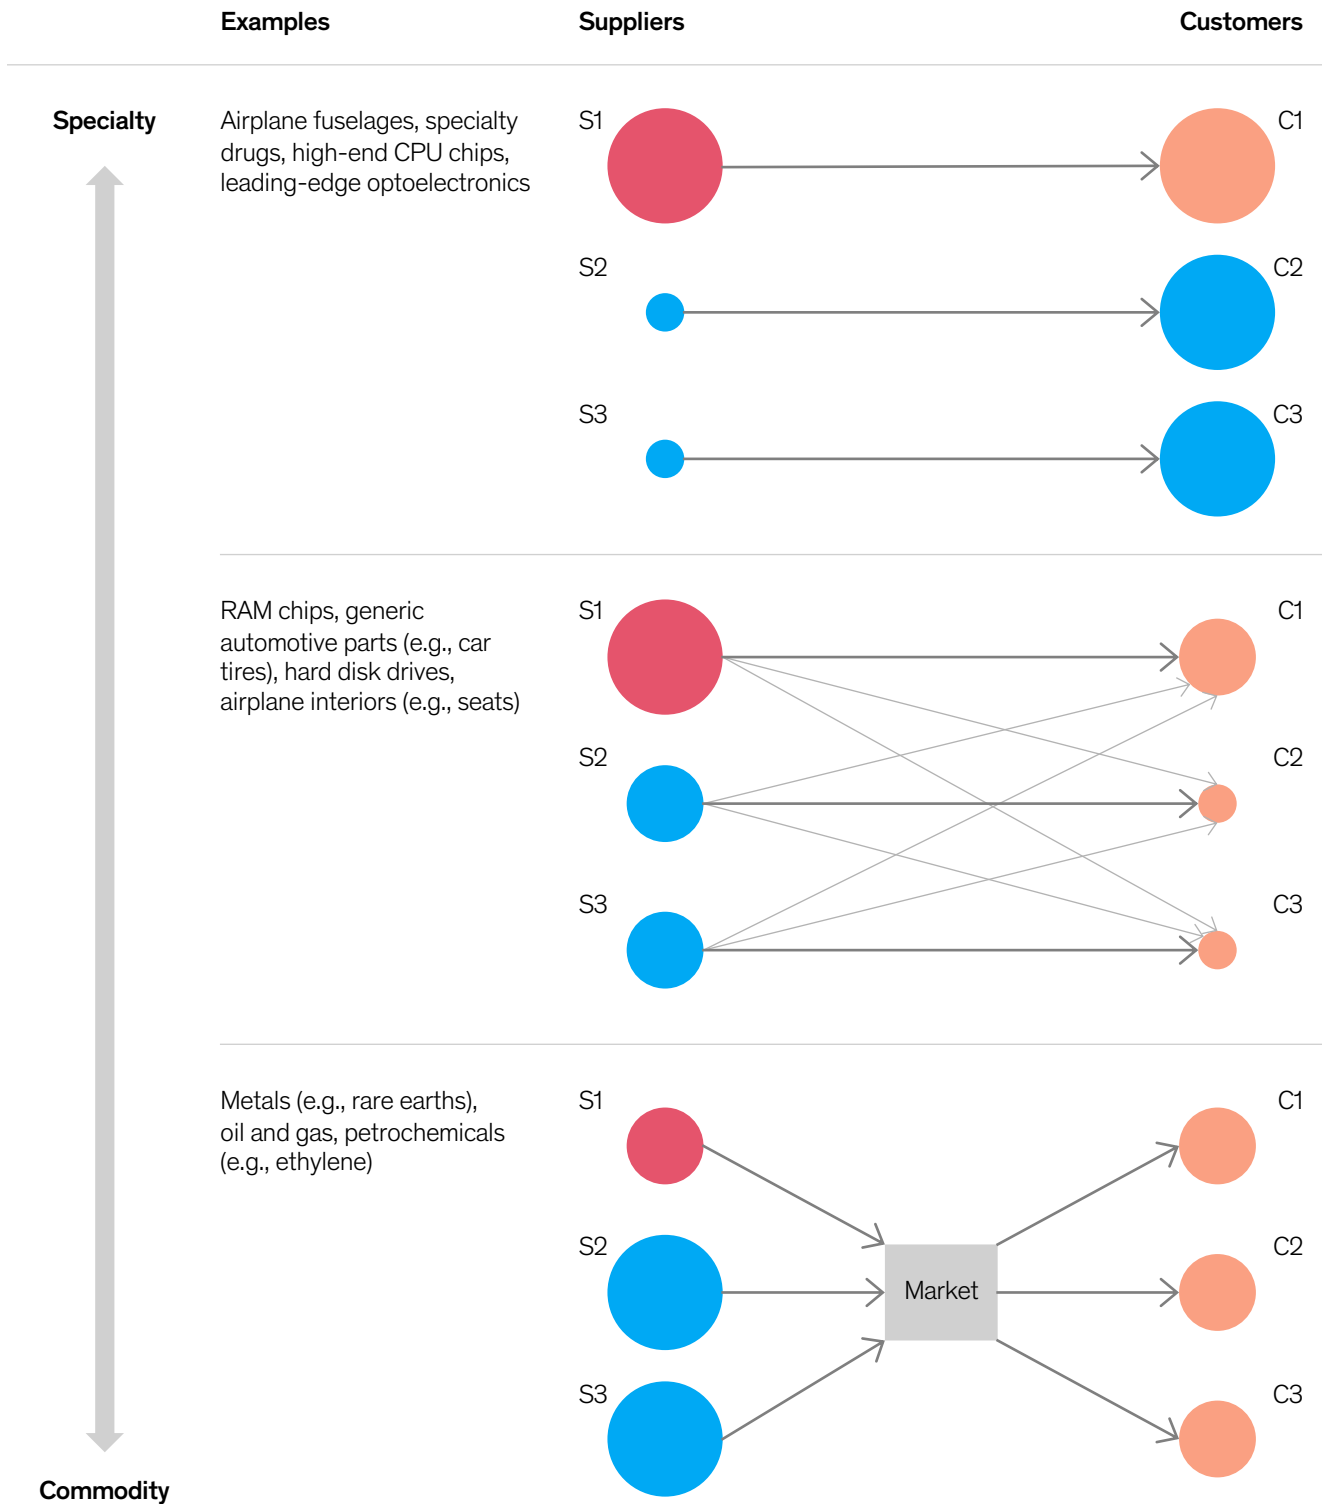 Examples
Suppliers
Customers
Specialty
Airplane fuselages, specialty
drugs, high-end CPU chips,
leading-edge optoelectronics
S1
C1
S2
C2
S3
C3
RAM chips, generic
automotive parts (e.g., car
tires), hard disk drives,
airplane interiors (e.g., seats)
S1
C1
S2
C2
S3
C3
Metals (e.g., rare earths),
oil and gas, petrochemicals
(e.g., ethylene)
S1
C1
S2
Market
C2
S3
C3
Commodity